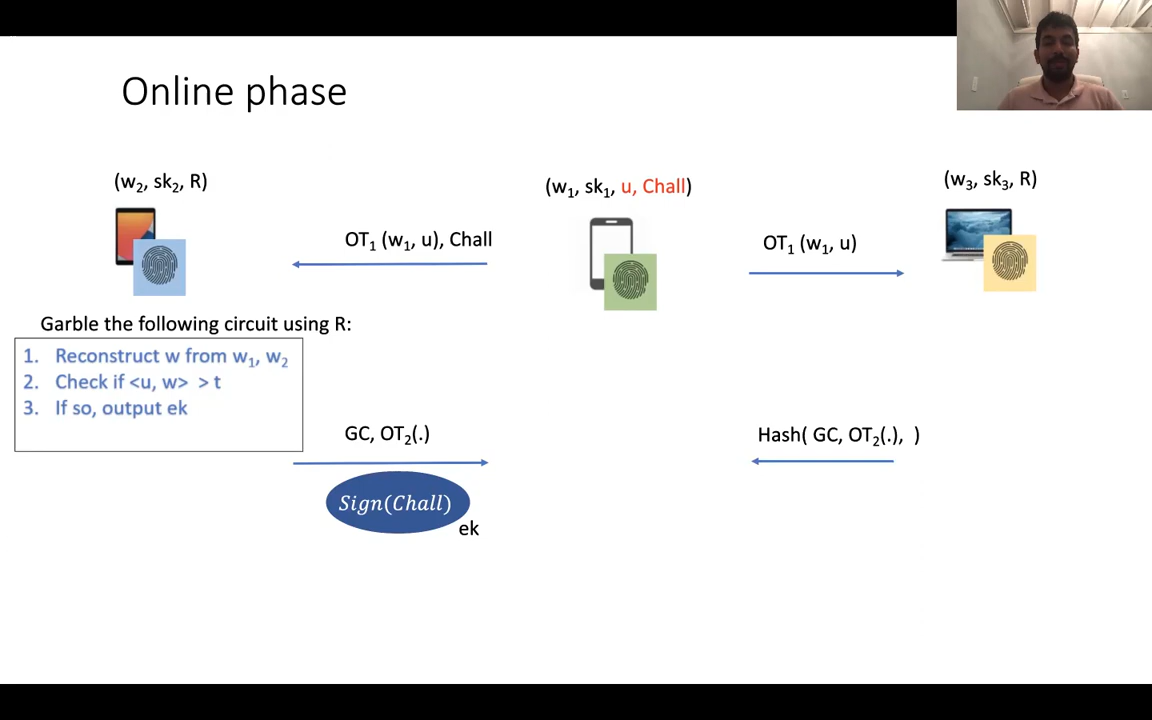 Online phase
(w₂, sk₂, R)
(w₁, sk₁, u, Chall)
(w₃, sk₃, R)
OT₁ (w₁, u), Chall
OT₁ (w₁, u)
Garble the following circuit using R:
1. Reconstruct w from w₁, w₂
2. Check if <u, w> > t
3. If so, output ek
GC, OT₂(.)
Hash( GC, OT₂(.), )
Sign(Chall)
ek